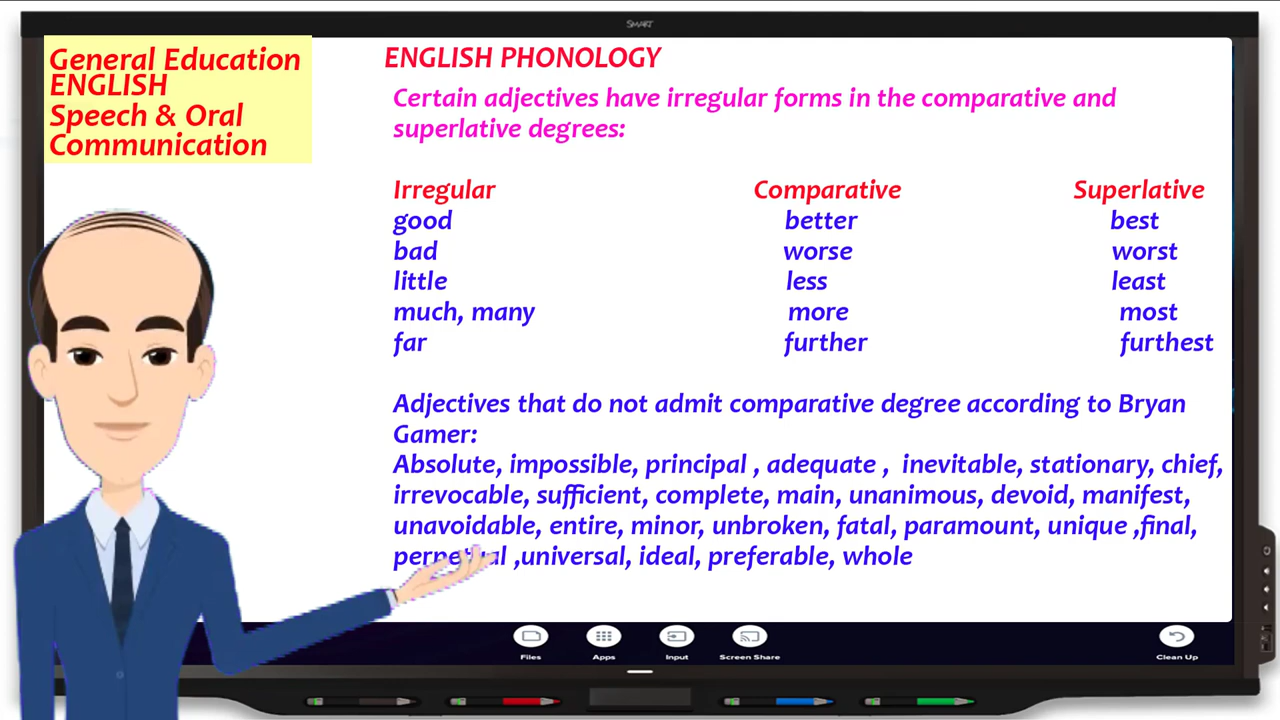 SMART
General Education
ENGLISH
Speech & Oral
Communication
ENGLISH PHONOLOGY
Certain adjectives have irregular forms in the comparative and
superlative degrees:
Irregular Comparative Superlative
good better best
bad worse worst
little less least
much, many more most
far further furthest
Adjectives that do not admit comparative degree according to Bryan
Gamer:
Absolute, impossible, principal , adequate , inevitable, stationary, chief,
irrevocable, sufficient, complete, main, unanimous, devoid, manifest,
unavoidable, entire, minor, unbroken, fatal, paramount, unique ,final,
perpetual ,universal, ideal, preferable, whole
Files Apps Input Screen Share Clean Up